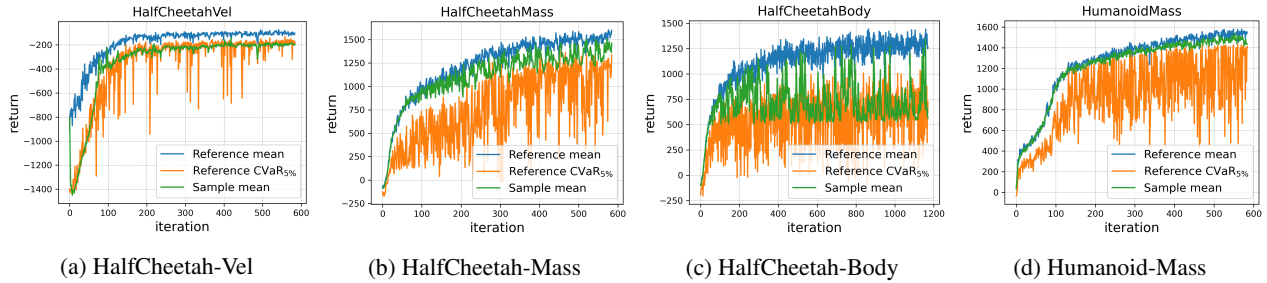 HalfCheetahVel
−200
−400
−600
−800
−1000
−1200
−1400
return
0 100 200 300 400 500 600
iteration
Reference mean
Reference CVaR5%
Sample mean
(a) HalfCheetah-Vel
HalfCheetahMass
1500
1250
1000
750
500
250
0
−250
return
0 100 200 300 400 500 600
iteration
Reference mean
Reference CVaR5%
Sample mean
(b) HalfCheetah-Mass
HalfCheetahBody
1500
1250
1000
750
500
250
0
−250
return
0 200 400 600 800 1000 1200
iteration
Reference mean
Reference CVaR5%
Sample mean
(c) HalfCheetah-Body
HumanoidMass
1600
1400
1200
1000
800
600
400
200
0
return
0 100 200 300 400 500 600
iteration
Reference mean
Reference CVaR5%
Sample mean
(d) Humanoid-Mass